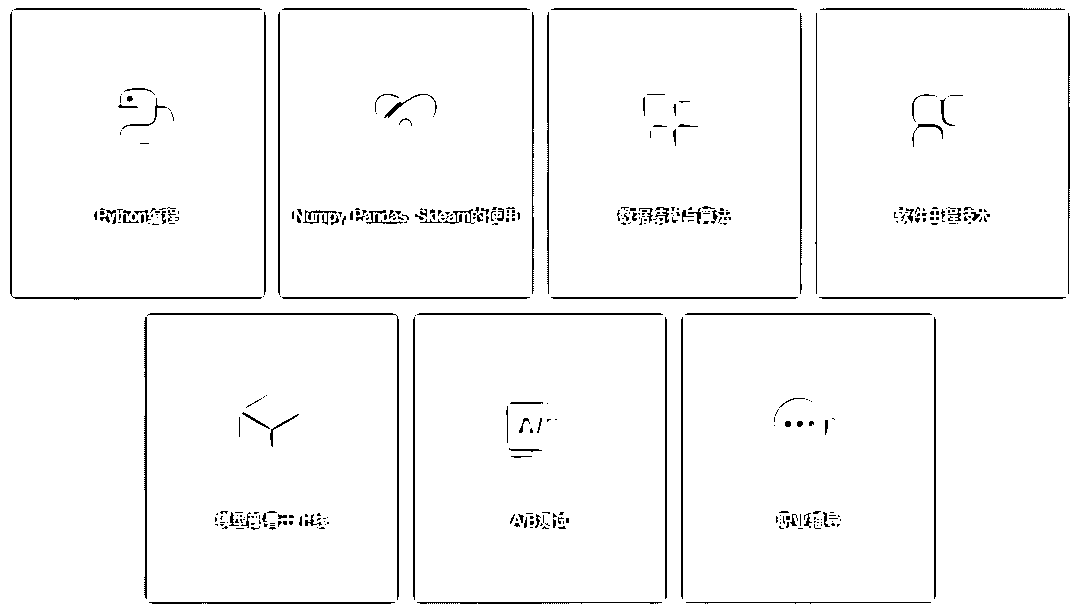 Python编程
Numpy, Pandas, Sklearn的使用
数据结构与算法
软件工程技术
模型部署与上线
A/B测试
职业辅导